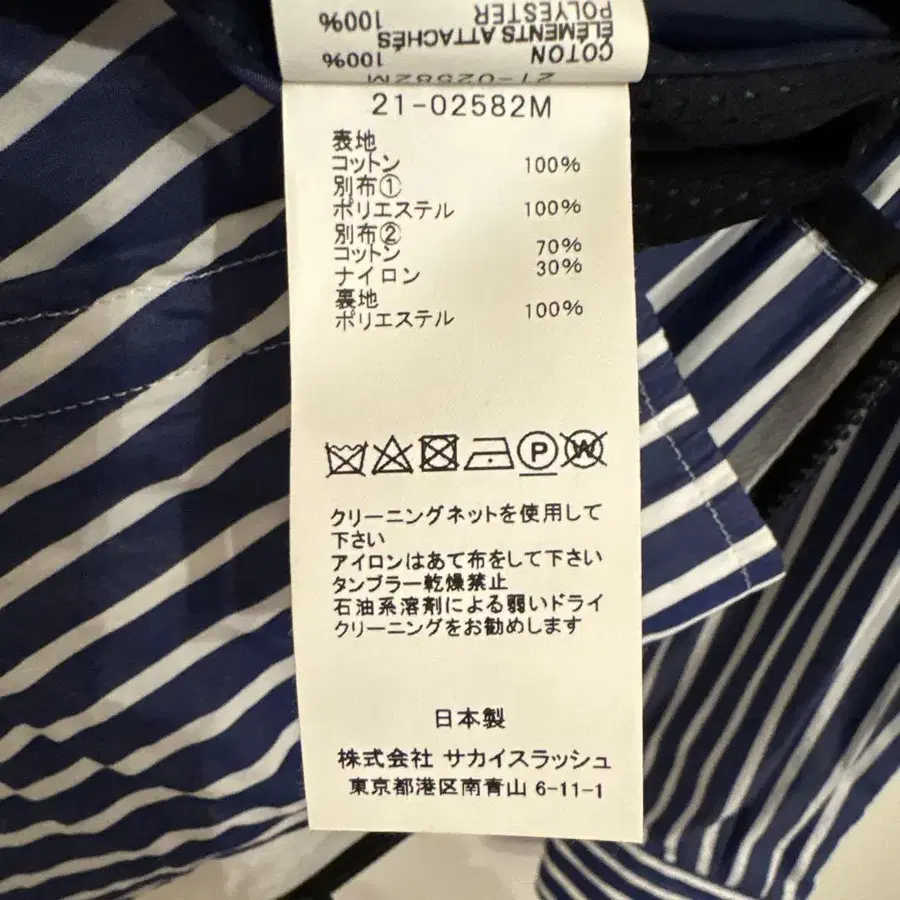 COTON 100%
ÉLÉMENTS ATTACHÉS
POLYESTER 100%
21-02582M
21-02582M
表地
コットン 100%
別布①
ポリエステル 100%
別布②
コットン 70%
ナイロン 30%
裏地
ポリエステル 100%
P
W
クリーニングネットを使用して
下さい
アイロンはあて布をして下さい
タンブラー乾燥禁止
石油系溶剤による弱いドライ
クリーニングをお勧めします
日本製
株式会社 サカイスラッシュ
東京都港区南青山 6-11-1